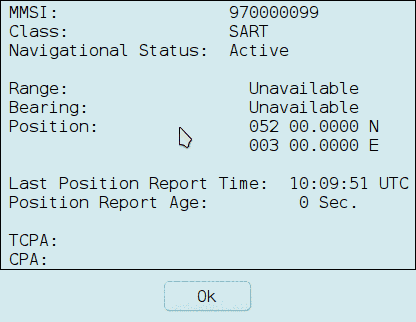 MMSI: 970000099
Class: SART
Navigational Status: Active
Range: Unavailable
Bearing: Unavailable
Position: 052 00.0000 N
003 00.0000 E
Last Position Report Time: 10:09:51 UTC
Position Report Age: 0 Sec.
TCPA:
CPA:
Ok